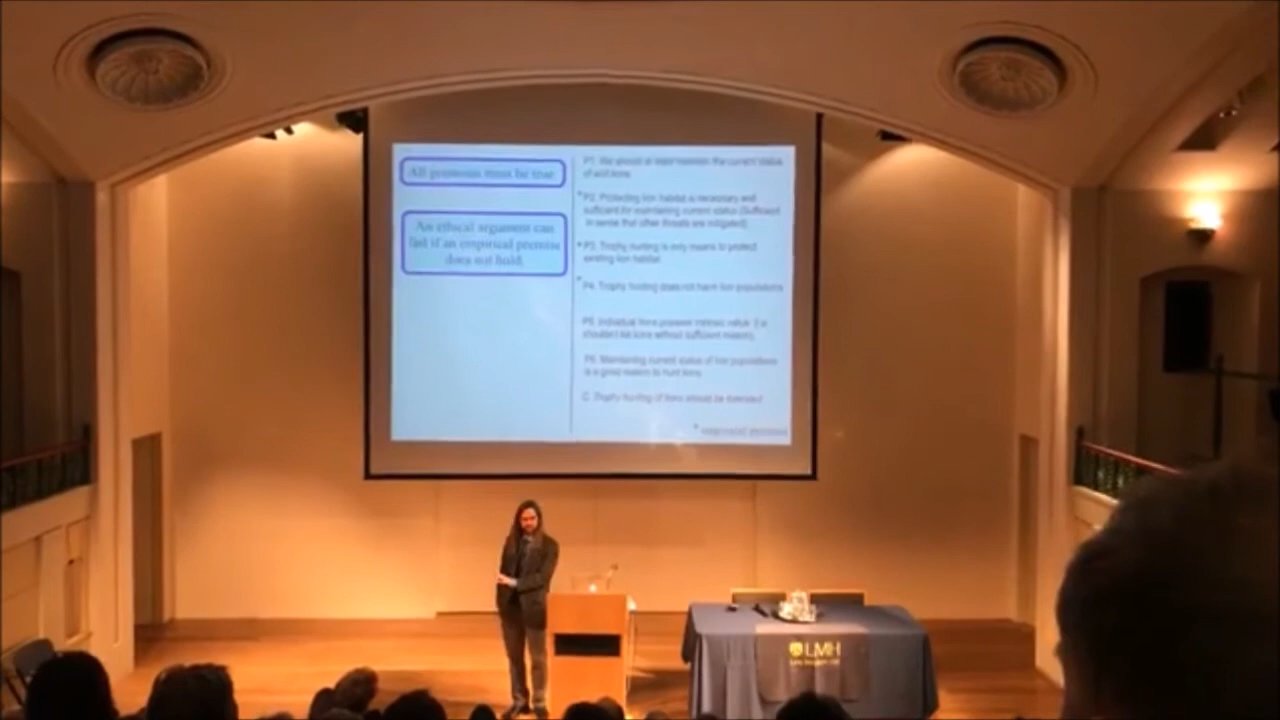 All premises must be true
An ethical argument can
fail if an empirical premise
does not hold
P1. We should at least maintain the current status
of wild lions.
*P2. Protecting lion habitat is necessary and
sufficient for maintaining current status (Sufficient
in sense that other threats are mitigated)
*P3. Trophy hunting is only means to protect
existing lion habitat.
*P4. Trophy hunting does not harm lion populations
P5. Individual lions possess intrinsic value (i.e.
shouldn't be killed without sufficient reason).
P6. Maintaining current status of lion populations
is a good reason to hunt lions.
C. Trophy hunting of lions should be
* empirical premise
LMH